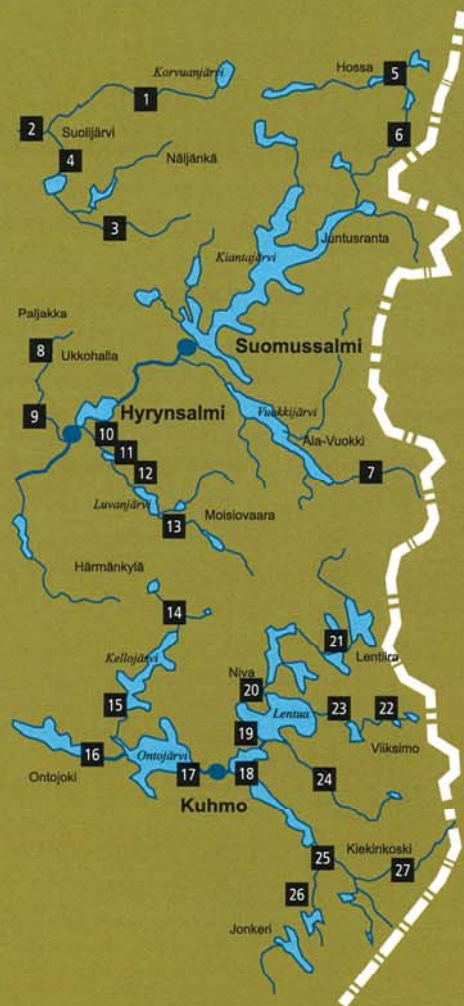 Korvuanjärvi
Hossa
5
1
2
Suolijärvi
6
4
Näljänkä
3
Juntusranta
Kiantajärvi
Paljakka
8
Ukkohalla
Suomussalmi
9
Hyrynsalmi
Vuokkijärvi
10
Ala-Vuokki
11
12
7
Luvanjärvi
13
Moisiovaara
Härmänkylä
14
21
Kellojärvi
Lentiira
Niva
20
15
Lentua
23
22
19
Viiksimo
16
Ontojärvi
Ontojoki
17
18
24
Kuhmo
Kiekinkoski
25
27
26
Jonkeri